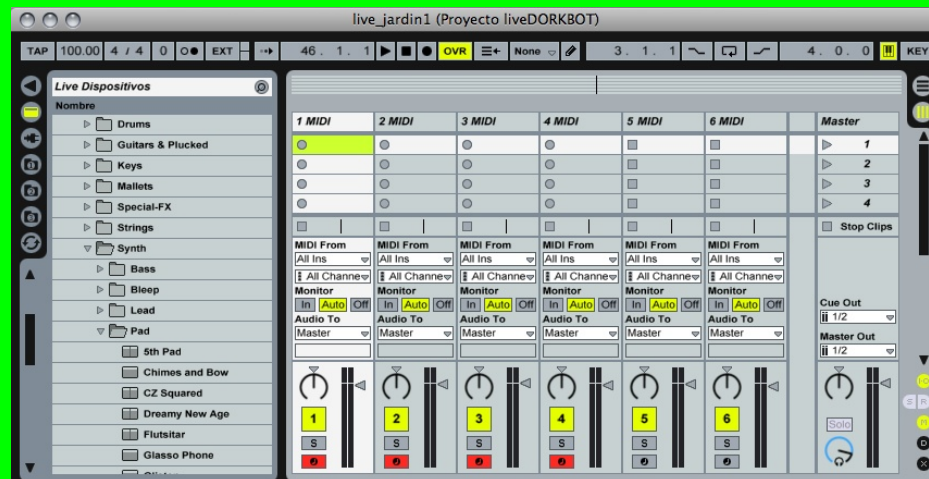 live_jardin1 (Proyecto liveDORKBOT)
TAP 100.00 4 / 4 0 EXT 46. 1. 1 OVR None 3. 1. 1 4. 0. 0 KEY
Live Dispositivos
Nombre
Drums
Guitars & Plucked
Keys
Mallets
Special-FX
Strings
Synth
Bass
Bleep
Lead
Pad
5th Pad
Chimes and Bow
CZ Squared
Dreamy New Age
Flutsitar
Glasso Phone
1 MIDI 2 MIDI 3 MIDI 4 MIDI 5 MIDI 6 MIDI Master
1
2
3
4
Stop Clips
MIDI From MIDI From MIDI From MIDI From MIDI From MIDI From
All Ins All Ins All Ins All Ins All Ins All Ins
All Channe All Channe All Channe All Channe All Channe All Channe
Monitor Monitor Monitor Monitor Monitor Monitor
In Auto Off In Auto Off In Auto Off In Auto Off In Auto Off In Auto Off
Audio To Audio To Audio To Audio To Audio To Audio To
Master Master Master Master Master Master
Cue Out
1/2
Master Out
1/2
1 2 3 4 5 6 Solo
S S S S S S
I·O
S R
M
D
X